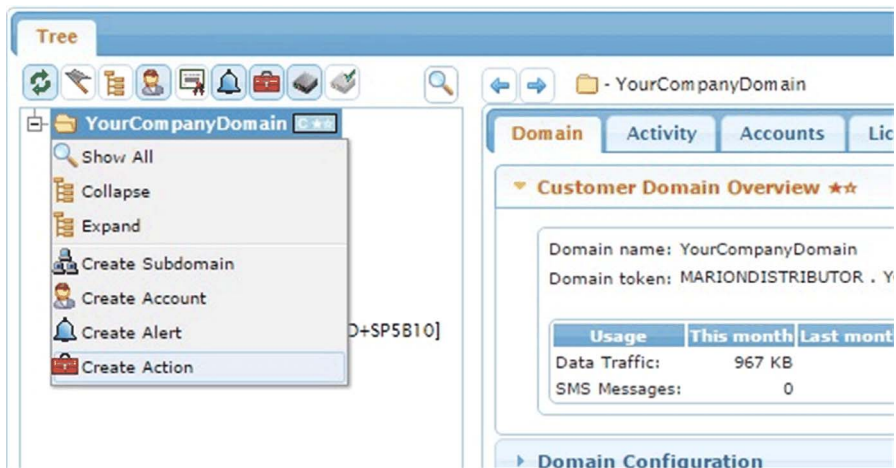 Tree
YourCompanyDomain
Show All
Collapse
Expand
Create Subdomain
Create Account
Create Alert
D+SP5B10]
Create Action
- YourCompanyDomain
Domain Activity Accounts Lic
Customer Domain Overview ★☆
Domain name: YourCompanyDomain
Domain token: MARIONDISTRIBUTOR . Y
Usage This month Last mont
Data Traffic: 967 KB
SMS Messages: 0
Domain Configuration